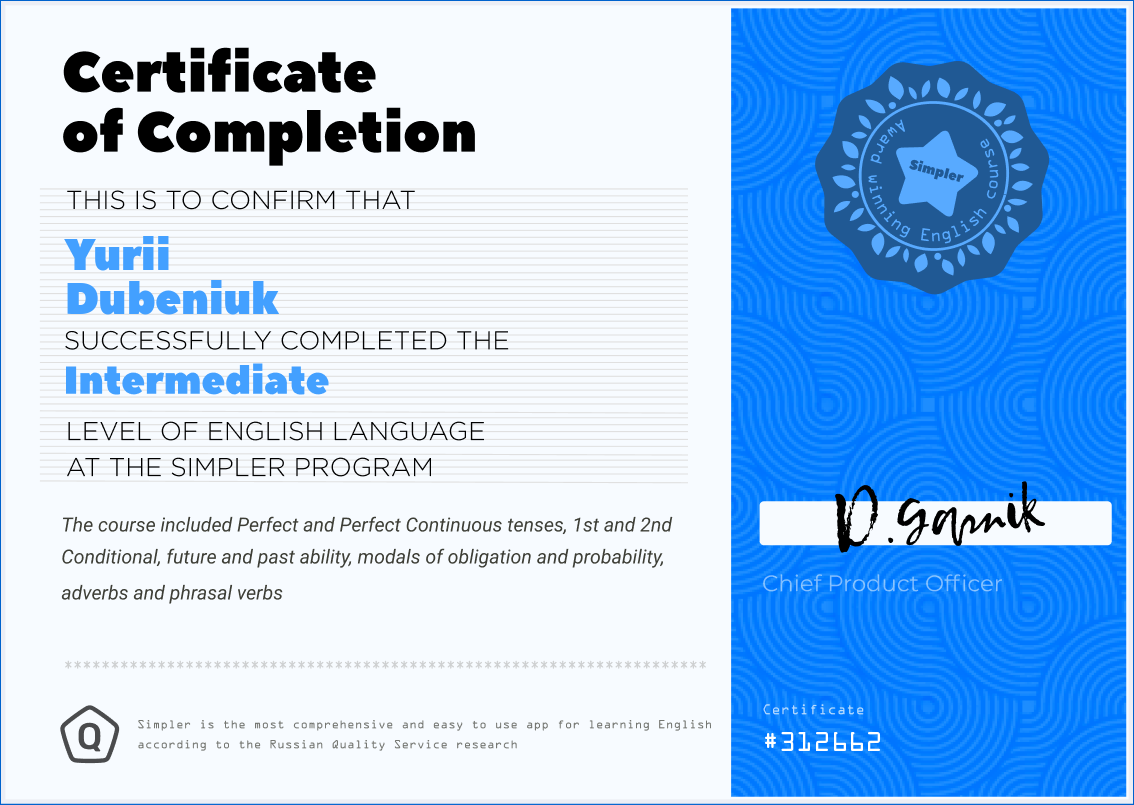 Certificate
of Completion
THIS IS TO CONFIRM THAT
Yurii
Dubeniuk
SUCCESSFULLY COMPLETED THE
Intermediate
LEVEL OF ENGLISH LANGUAGE
AT THE SIMPLER PROGRAM
The course included Perfect and Perfect Continuous tenses, 1st and 2nd
Conditional, future and past ability, modals of obligation and probability,
adverbs and phrasal verbs
*********************************************************************
Q
Simpler is the most comprehensive and easy to use app for learning English
according to the Russian Quality Service research
Award winning English course
Simpler
D. Garnik
Chief Product Officer
Certificate
#312662